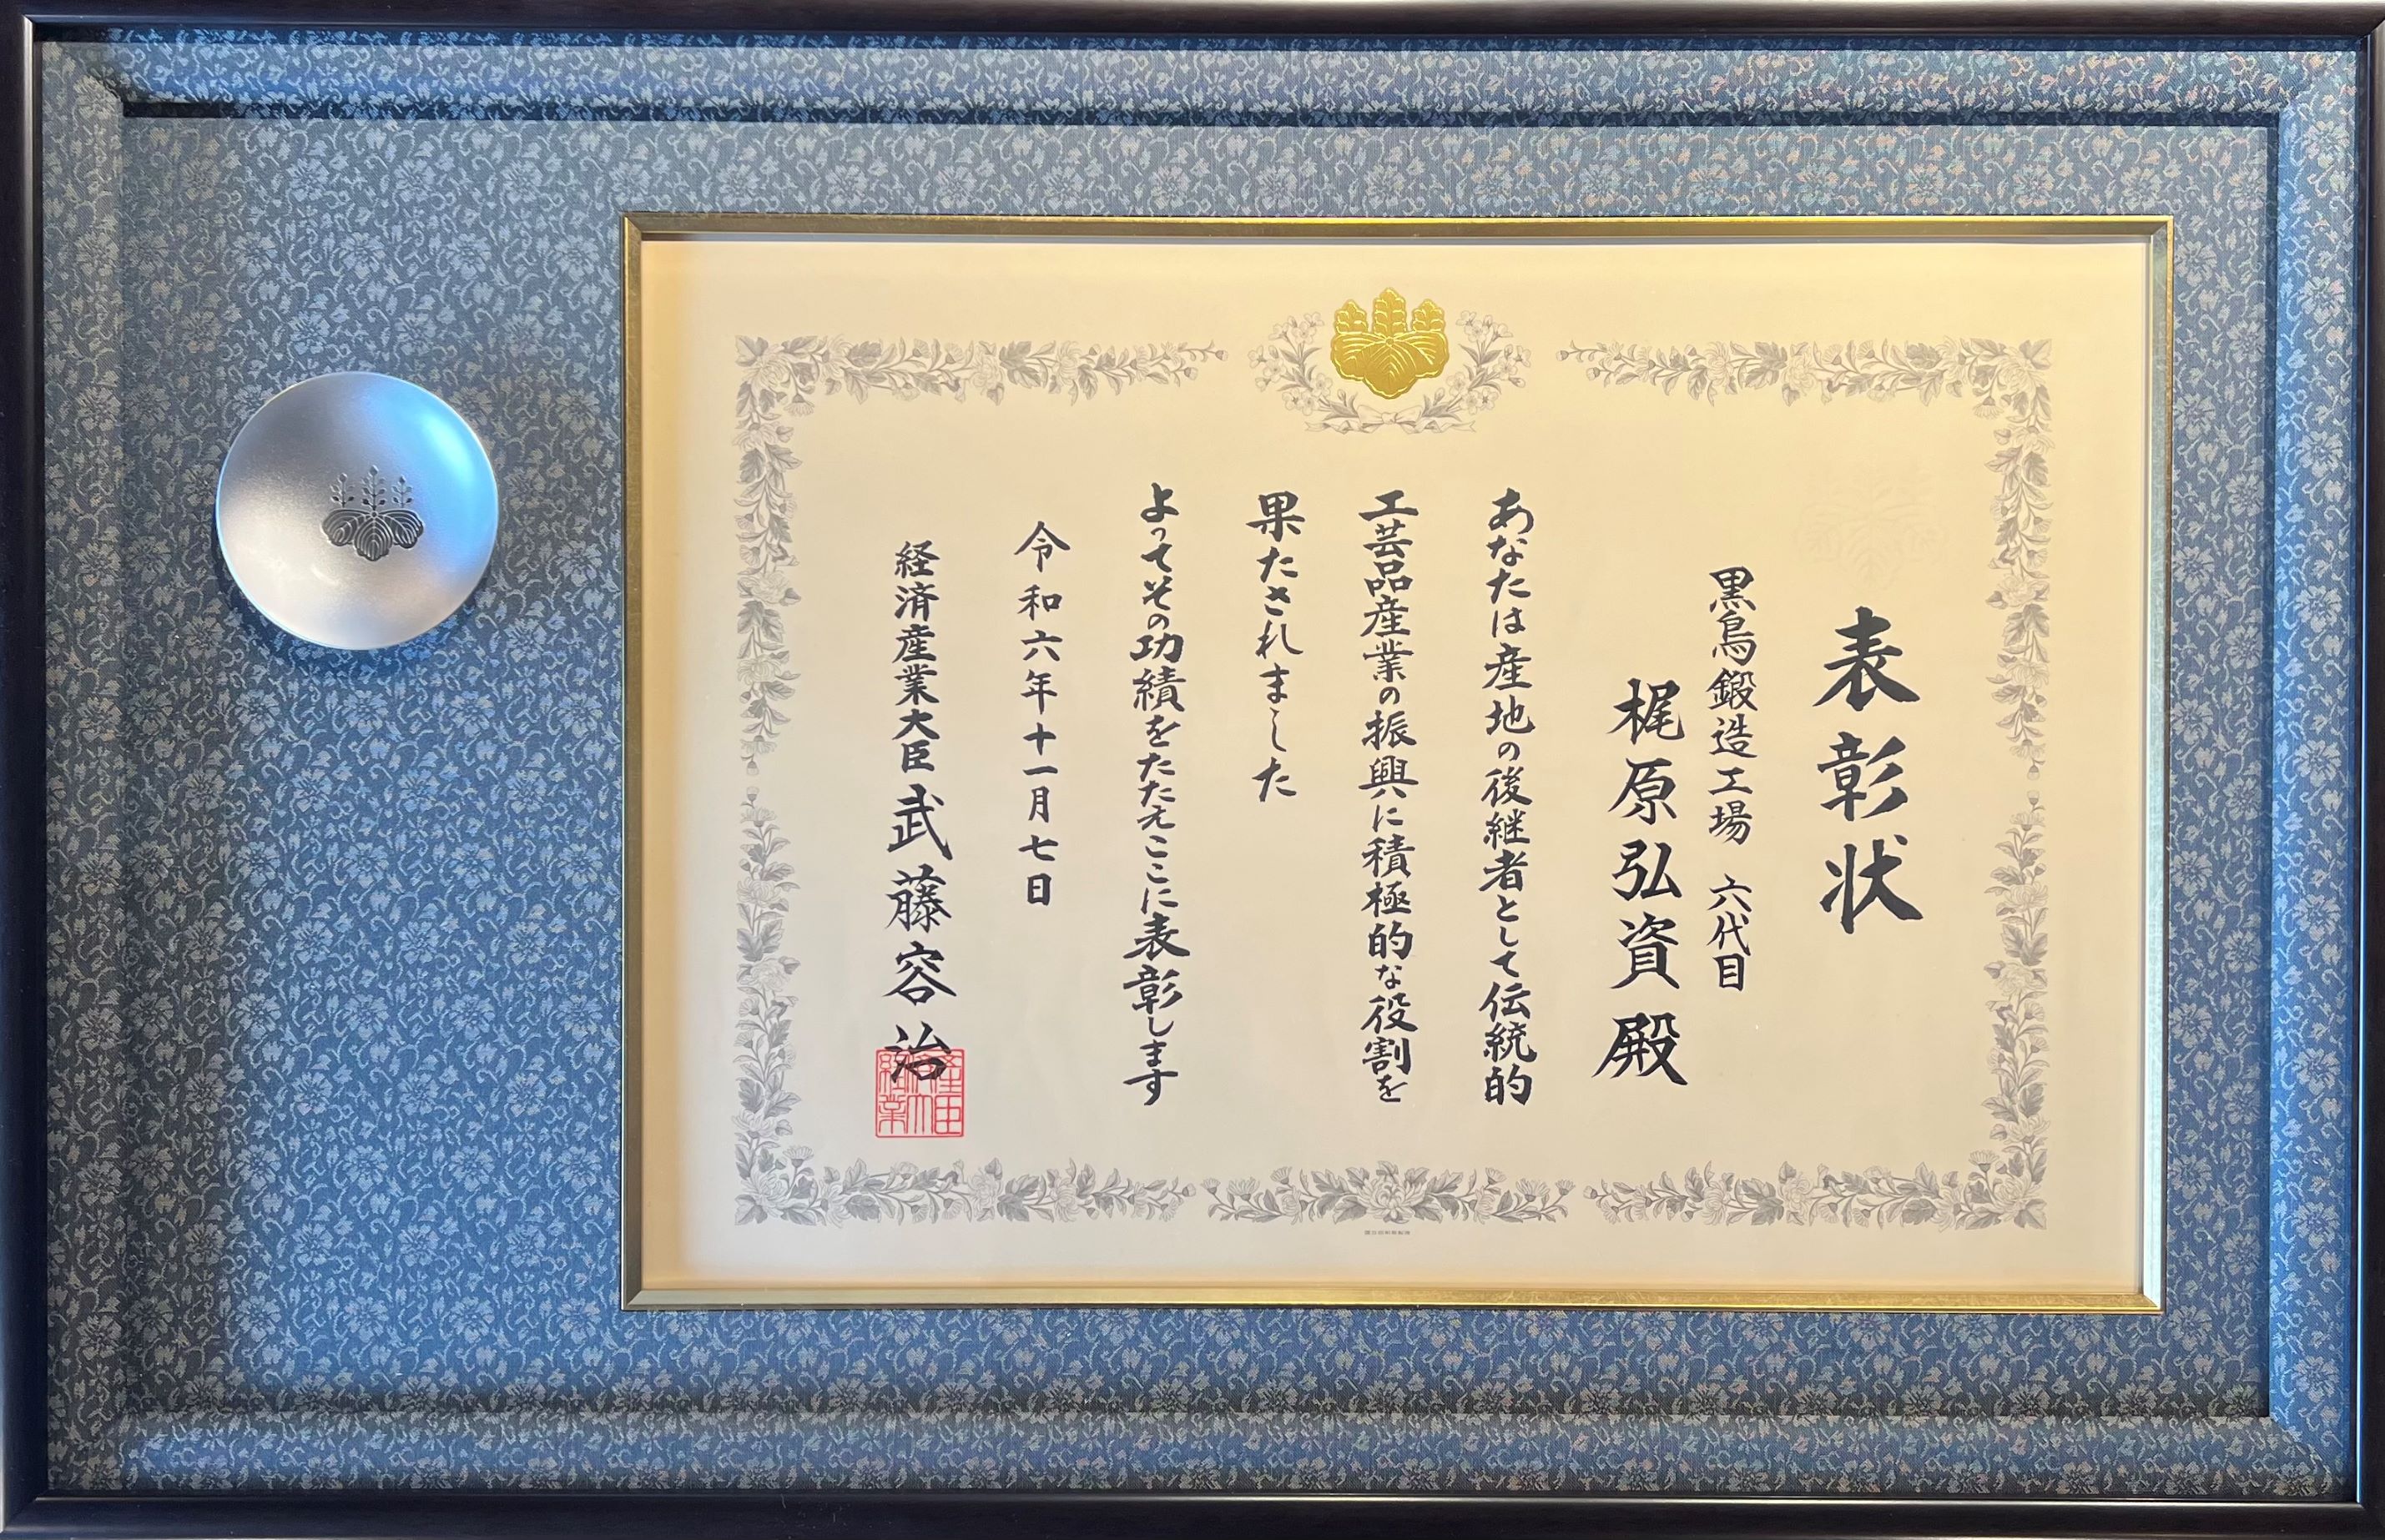 表彰状
黒鳥鍛造工場 六代目
梶原弘資殿
あなたは産地の後継者として伝統的
工芸品産業の振興に積極的な役割を
果たされました
よってその功績をたたえここに表彰します
令和六年十一月七日
経済産業大臣 武藤容治